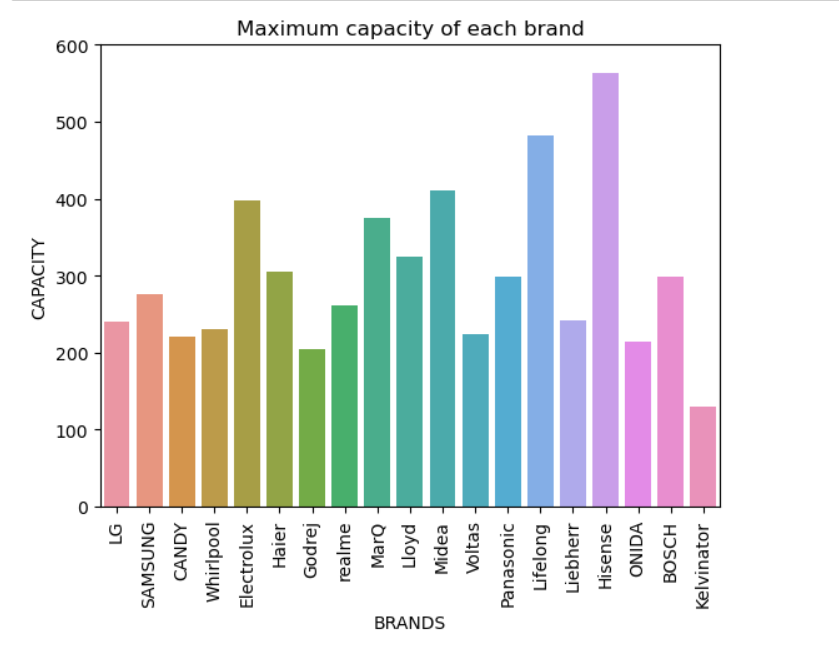 Maximum capacity of each brand
600
500
400
300
200
100
0
CAPACITY
LG
SAMSUNG
CANDY
Whirlpool
Electrolux
Haier
Godrej
realme
MarQ
Lloyd
Midea
Voltas
Panasonic
Lifelong
Liebherr
Hisense
ONIDA
BOSCH
Kelvinator
BRANDS